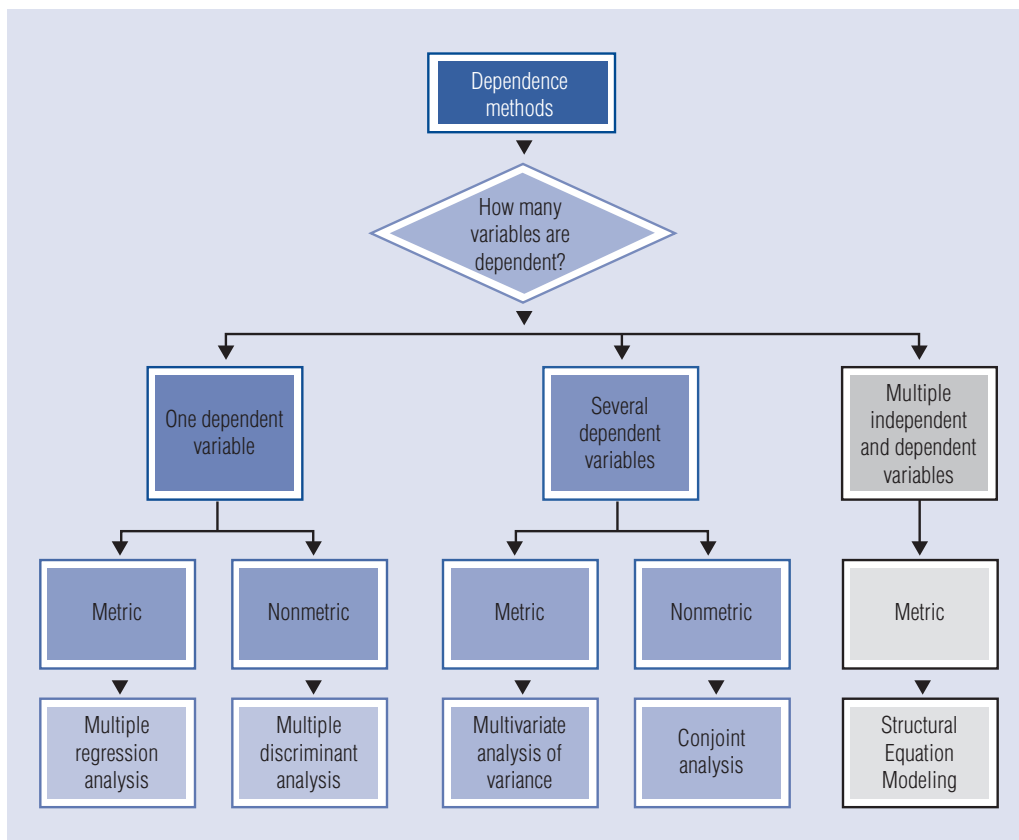 Dependence
methods
How many
variables are
dependent?
One dependent
variable
Several
dependent
variables
Multiple
independent
and dependent
variables
Metric
Nonmetric
Metric
Nonmetric
Metric
Multiple
regression
analysis
Multiple
discriminant
analysis
Multivariate
analysis of
variance
Conjoint
analysis
Structural
Equation
Modeling